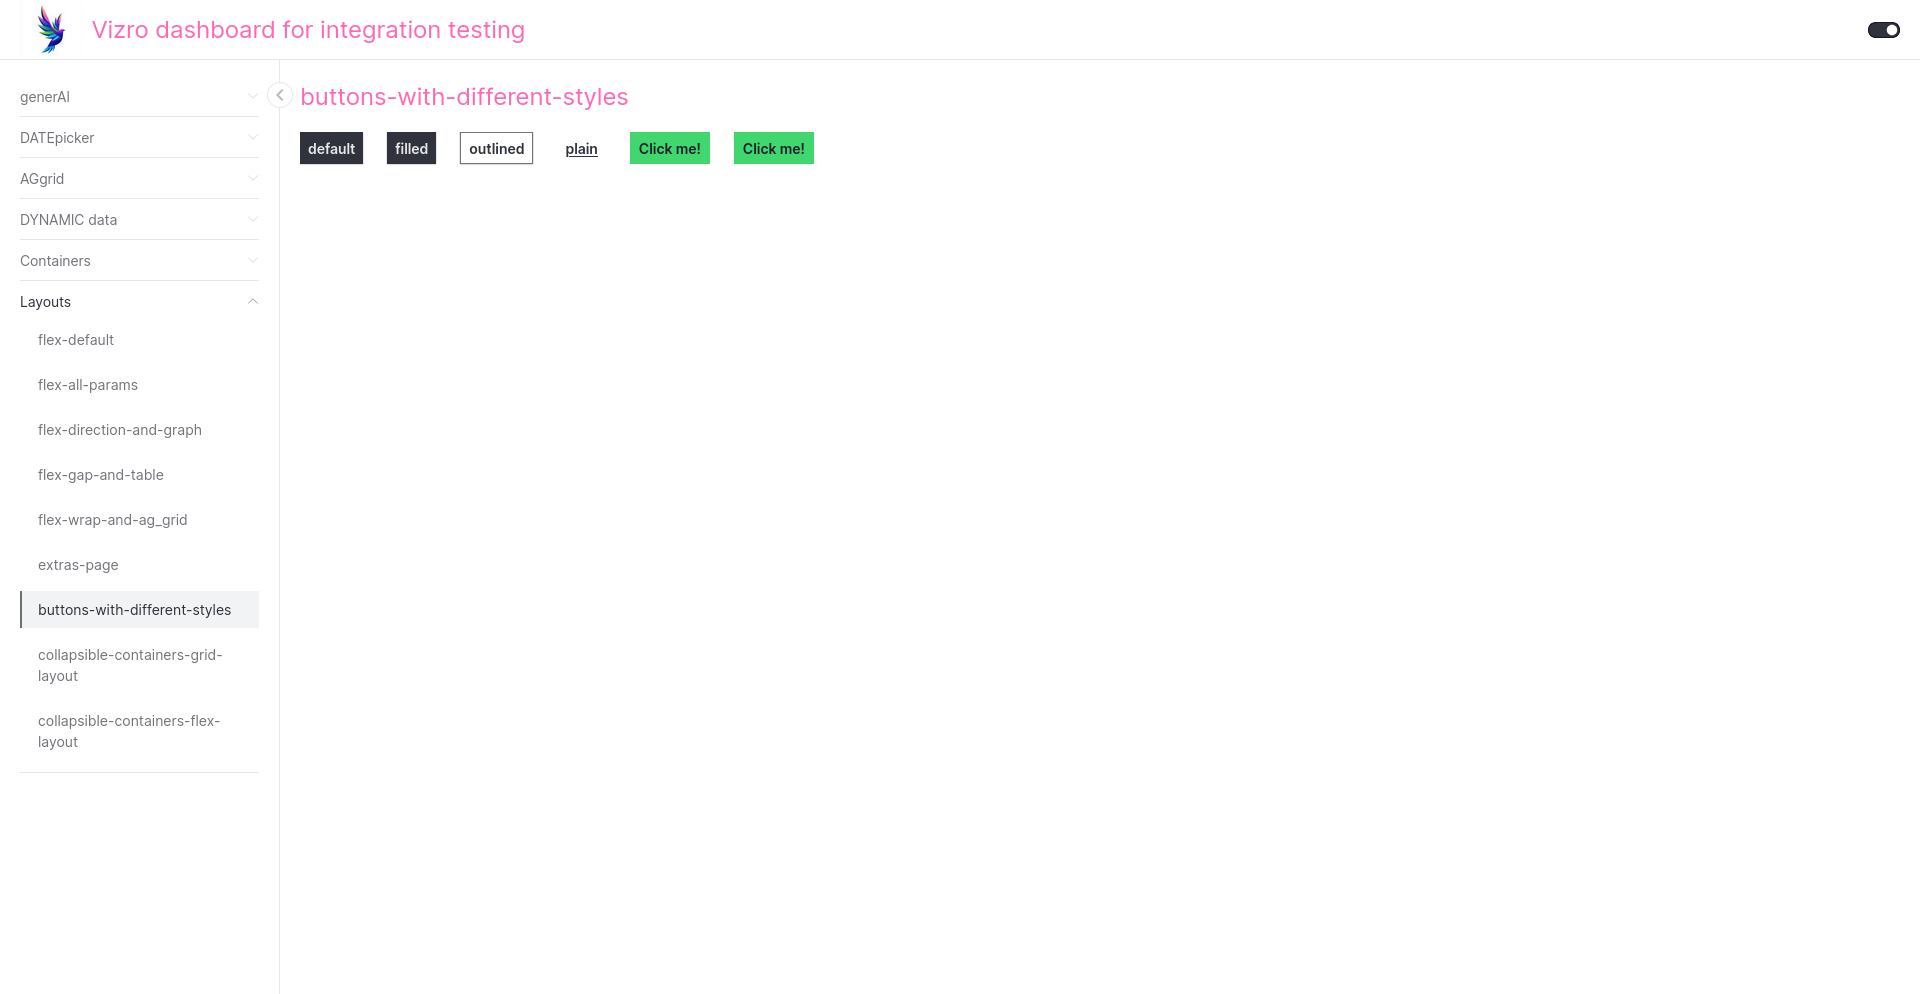 Vizro dashboard for integration testing
generAI
DATEpicker
AGgrid
DYNAMIC data
Containers
Layouts
flex-default
flex-all-params
flex-direction-and-graph
flex-gap-and-table
flex-wrap-and-ag_grid
extras-page
buttons-with-different-styles
collapsible-containers-grid-
layout
collapsible-containers-flex-
layout
buttons-with-different-styles
default filled outlined plain Click me! Click me!